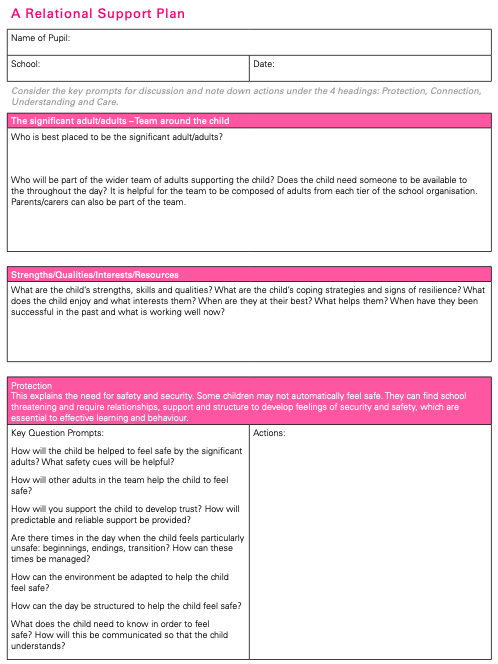 A Relational Support Plan
Name of Pupil:
School:
Date:
Consider the key prompts for discussion and note down actions under the 4 headings: Protection, Connection,
Understanding and Care.
The significant adult/adults –Team around the child
Who is best placed to be the significant adult/adults?
Who will be part of the wider team of adults supporting the child? Does the child need someone to be available to
the throughout the day? It is helpful for the team to be composed of adults from each tier of the school organisation.
Parents/carers can also be part of the team.
Strengths/Qualities/Interests/Resources
What are the child's strengths, skills and qualities? What are the child's coping strategies and signs of resilience? What
does the child enjoy and what interests them? When are they at their best? What helps them? When have they been
successful in the past and what is working well now?
Protection
This explains the need for safety and security. Some children may not automatically feel safe. They can find school
threatening and require relationships, support and structure to develop feelings of security and safety, which are
essential to effective learning and behaviour.
Key Question Prompts:
How will the child be helped to feel safe by the significant
adults? What safety cues will be helpful?
How will other adults in the team help the child to feel
safe?
How will you support the child to develop trust? How will
predictable and reliable support be provided?
Are there times in the day when the child feels particularly
unsafe: beginnings, endings, transition? How can these
times be managed?
How can the environment be adapted to help the child
feel safe?
How can the day be structured to help the child feel safe?
What does the child need to know in order to feel
safe? How will this be communicated so that the child
understands?
Actions: